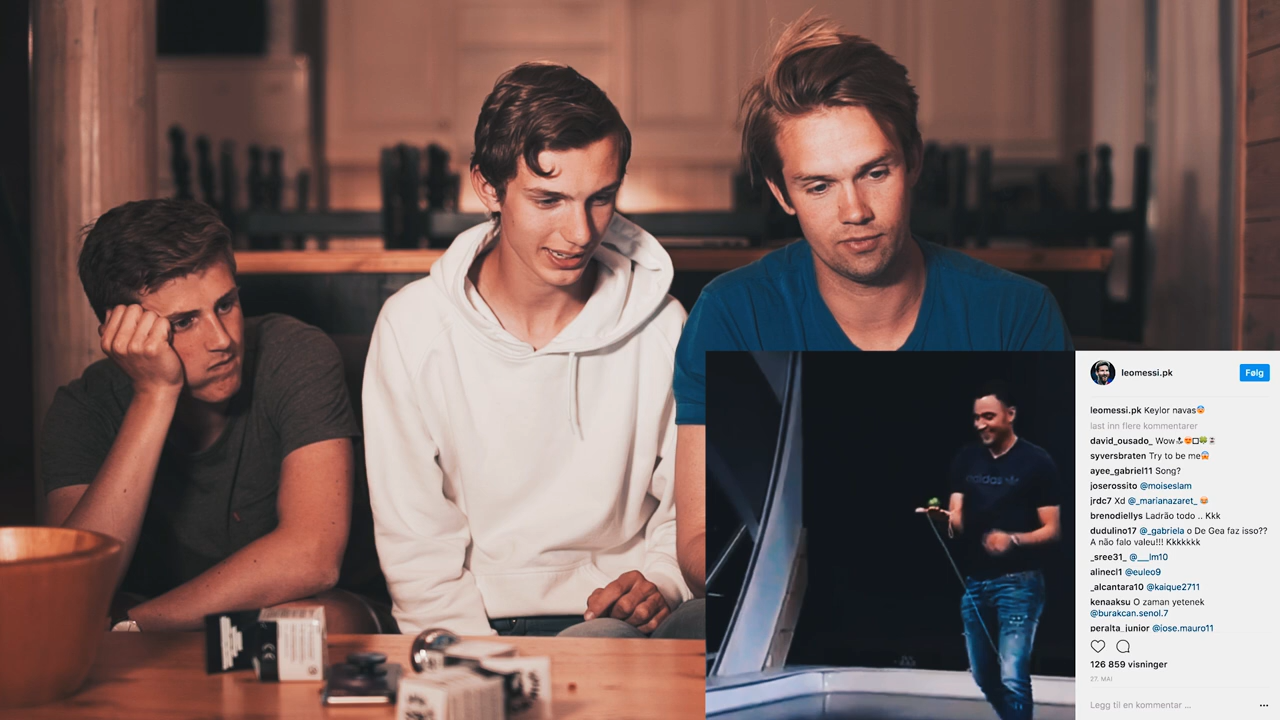 adidas
leomessi.pk
Følg
leomessi.pk Keylor navas😨
last inn flere kommentarer
david_ousado_ Wow
syversbraten Try to be me😨
ayee_gabriel11 Song?
joserossito @moiseslam
jrdc7 Xd @_marianazaret_
brenodiellys Ladrão todo .. Kkk
dudulino17 @_gabriela o De Gea faz isso??
A não falo valeu!!! Kkkkkkk
_sree31_ @___lm10
alinecl1 @euleo9
_alcantara10 @kaique2711
kenaaksu O zaman yetenek
@burakcan.senol.7
peralta_junior @jose.mauro11
126 859 visninger
27. MAI
Legg til en kommentar ...